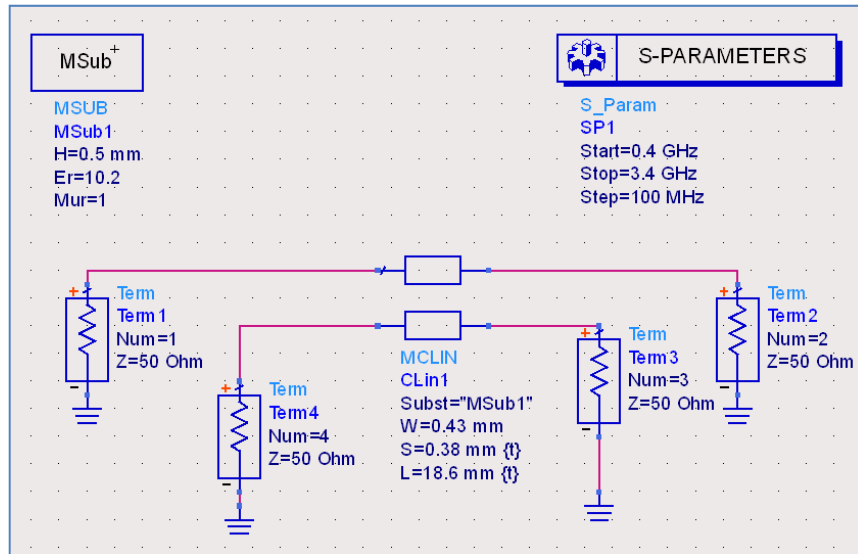 MSub
MSUB
MSub1
H=0.5 mm
Er=10.2
Mur=1
S-PARAMETERS
S_Param
SP1
Start=0.4 GHz
Stop=3.4 GHz
Step=100 MHz
Term
Term1
Num=1
Z=50 Ohm
Term
Term4
Num=4
Z=50 Ohm
MCLIN
CLin1
Subst="MSub1"
W=0.43 mm
S=0.38 mm {t}
L=18.6 mm {t}
Term
Term3
Num=3
Z=50 Ohm
Term
Term2
Num=2
Z=50 Ohm